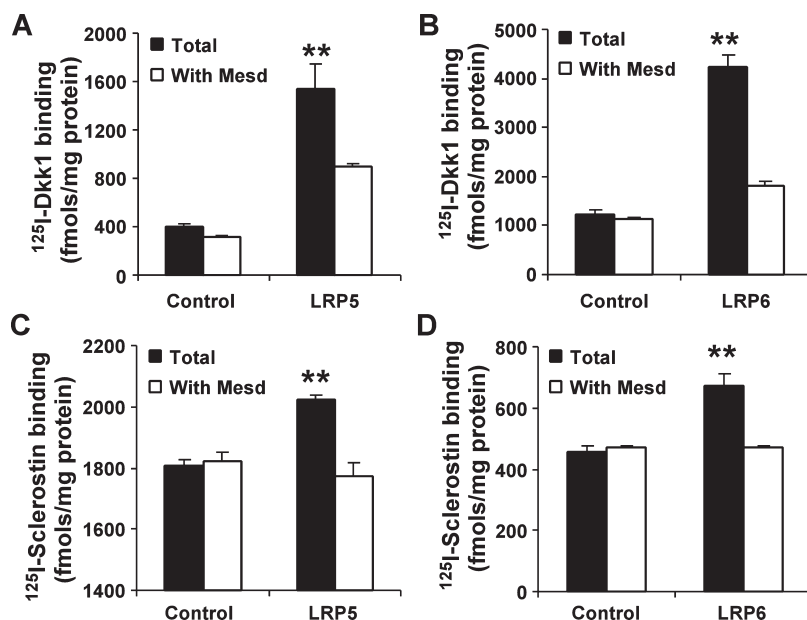 A
¹²⁵I-Dkk1 binding
(fmols/mg protein)
2000
1600
1200
800
400
0
Total
With Mesd
**
Control
LRP5
B
¹²⁵I-Dkk1 binding
(fmols/mg protein)
5000
4000
3000
2000
1000
0
Total
With Mesd
**
Control
LRP6
C
¹²⁵I-Sclerostin binding
(fmols/mg protein)
2200
2000
1800
1600
1400
Total
With Mesd
**
Control
LRP5
D
¹²⁵I-Sclerostin binding
(fmols/mg protein)
800
600
400
200
0
Total
With Mesd
**
Control
LRP6